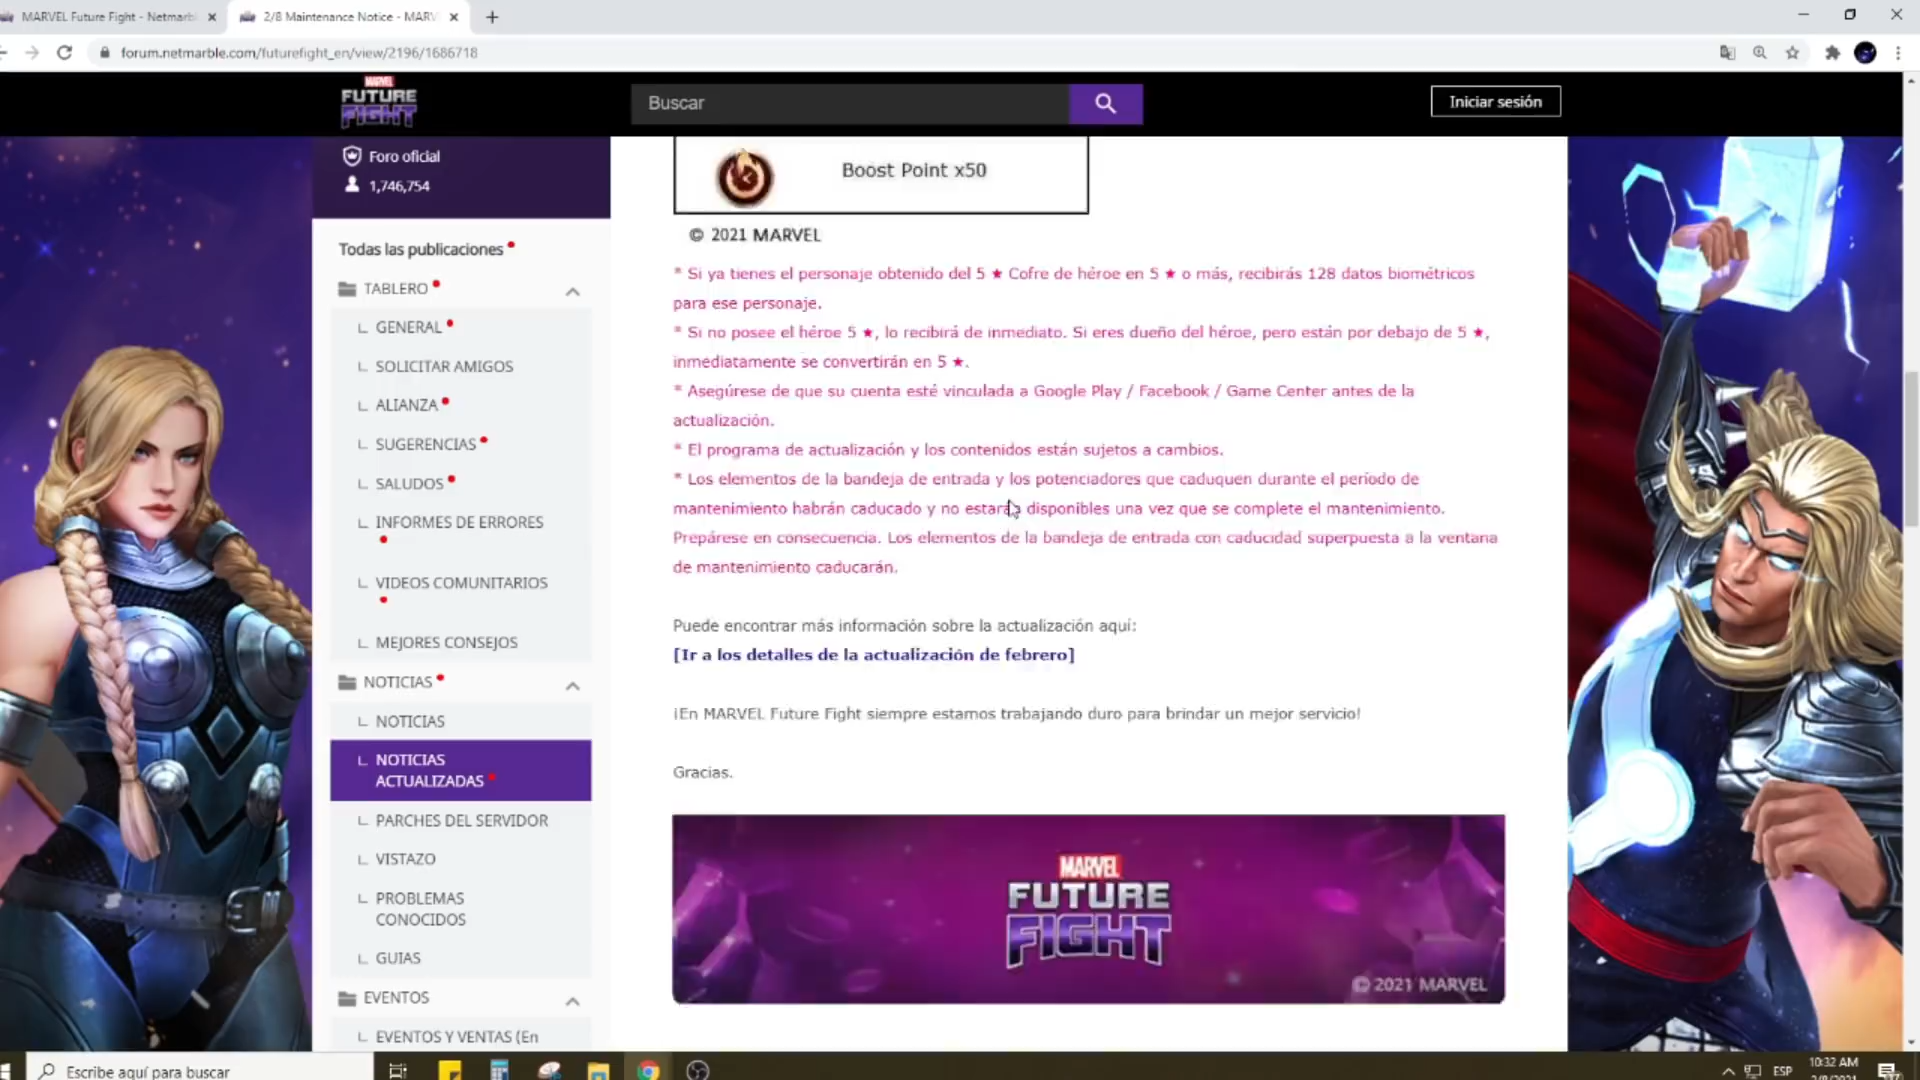 MARVEL Future Fight - Netmarbl
2/8 Maintenance Notice - MARV
forum.netmarble.com/futurefight_en/view/2196/1686718
MARVEL
FUTURE
FIGHT
Buscar
Iniciar sesión
Foro oficial
1,746,754
Todas las publicaciones
TABLERO
GENERAL
SOLICITAR AMIGOS
ALIANZA
SUGERENCIAS
SALUDOS
INFORMES DE ERRORES
VIDEOS COMUNITARIOS
MEJORES CONSEJOS
NOTICIAS
NOTICIAS
NOTICIAS
ACTUALIZADAS
PARCHES DEL SERVIDOR
VISTAZO
PROBLEMAS
CONOCIDOS
GUIAS
EVENTOS
EVENTOS Y VENTAS (En
Boost Point x50
© 2021 MARVEL
* Si ya tienes el personaje obtenido del 5 ★ Cofre de héroe en 5 ★ o más, recibirás 128 datos biométricos
para ese personaje.
* Si no posee el héroe 5 ★, lo recibirá de inmediato. Si eres dueño del héroe, pero están por debajo de 5 ★,
inmediatamente se convertirán en 5 ★.
* Asegúrese de que su cuenta esté vinculada a Google Play / Facebook / Game Center antes de la
actualización.
* El programa de actualización y los contenidos están sujetos a cambios.
* Los elementos de la bandeja de entrada y los potenciadores que caduquen durante el período de
mantenimiento habrán caducado y no estarán disponibles una vez que se complete el mantenimiento.
Prepárese en consecuencia. Los elementos de la bandeja de entrada con caducidad superpuesta a la ventana
de mantenimiento caducarán.
Puede encontrar más información sobre la actualización aquí:
[Ir a los detalles de la actualización de febrero]
¡En MARVEL Future Fight siempre estamos trabajando duro para brindar un mejor servicio!
Gracias.
MARVEL
FUTURE
FIGHT
© 2021 MARVEL
Escribe aquí para buscar
ESP
10:32 AM
2/8/2021